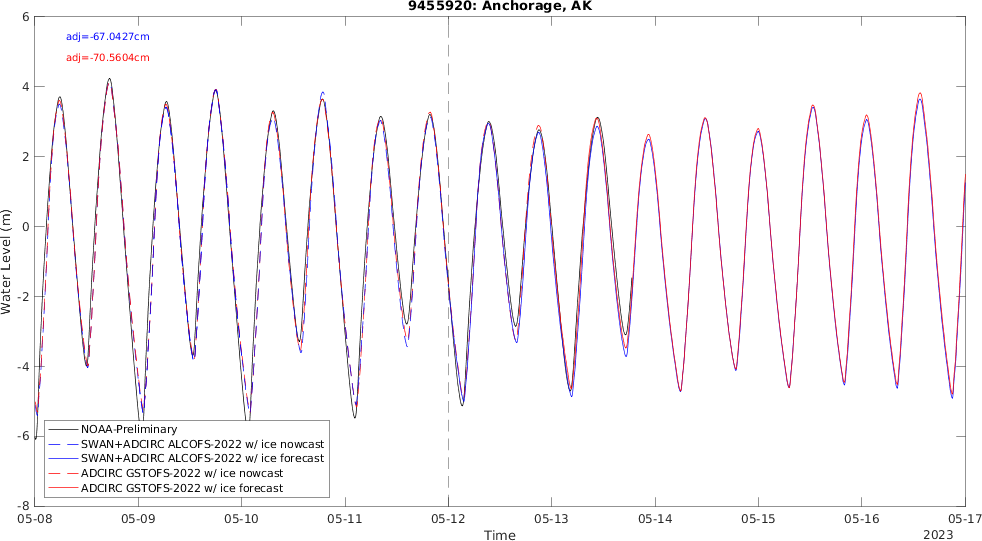 9455920: Anchorage, AK
adj=-67.0427cm
adj=-70.5604cm
Water Level (m)
6
4
2
0
-2
-4
-6
-8
NOAA-Preliminary
SWAN+ADCIRC ALCOFS-2022 w/ ice nowcast
SWAN+ADCIRC ALCOFS-2022 w/ ice forecast
ADCIRC GSTOFS-2022 w/ ice nowcast
ADCIRC GSTOFS-2022 w/ ice forecast
05-08 05-09 05-10 05-11 05-12 05-13 05-14 05-15 05-16 05-17
Time
2023